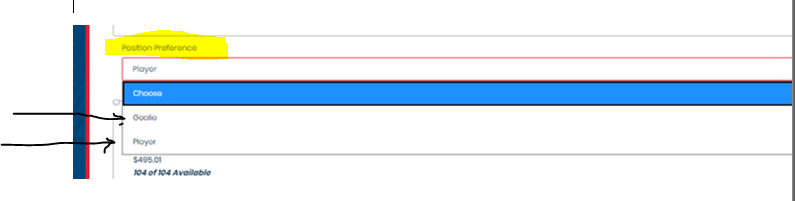 Position Preference
Player
Choose
Goalie
Player
$495.01
104 of 104 Available